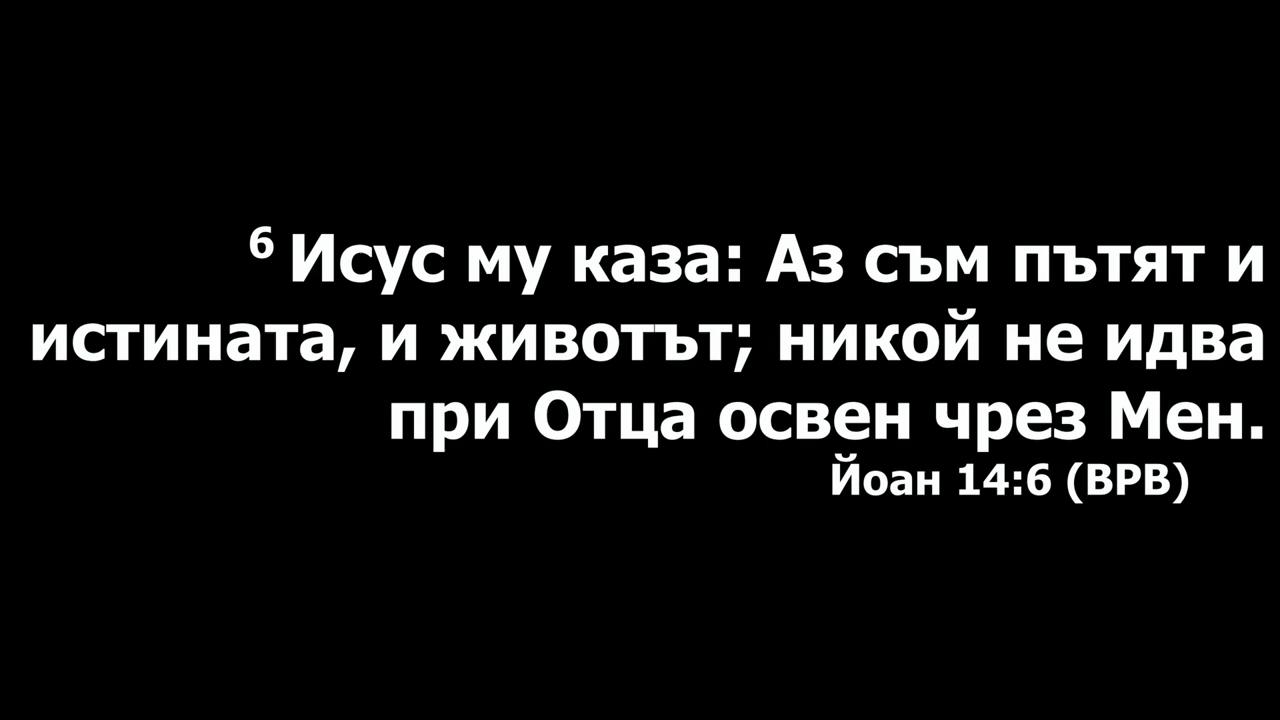 6 Исус му каза: Аз съм пътят и
истината, и животът; никой не идва
при Отца освен чрез Мен.
Йоан 14:6 (ВРВ)